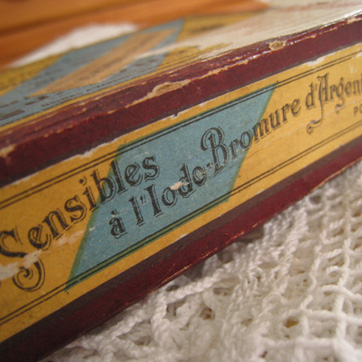 Sensibles
à l'Iodo-Bromure d'Argent